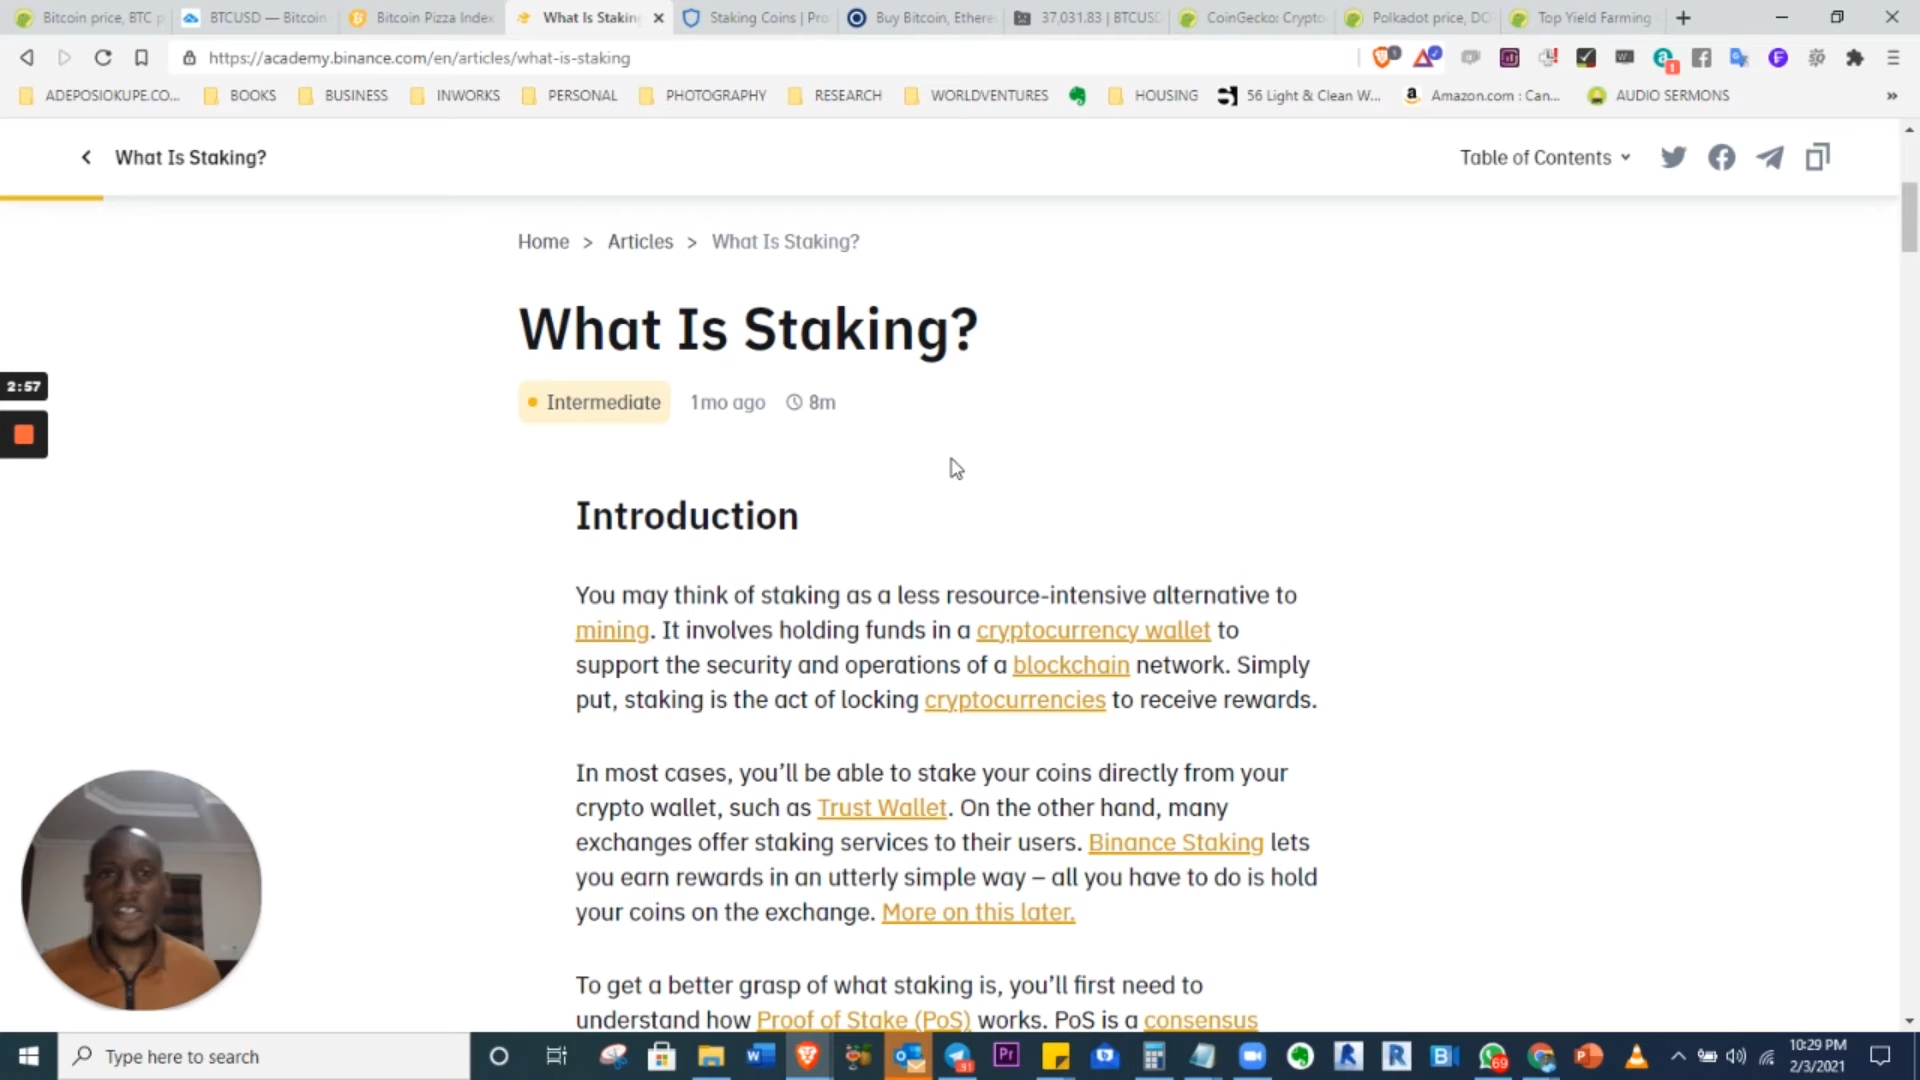 Bitcoin price, BTC p
BTCUSD — Bitcoin
Bitcoin Pizza Index
What Is Staking
Staking Coins | Pro
Buy Bitcoin, Ethere
37,031.83 | BTCUSD
CoinGecko: Crypto
Polkadot price, DO
Top Yield Farming
https://academy.binance.com/en/articles/what-is-staking
ADEPOSIOKUPE.CO...
BOOKS
BUSINESS
INWORKS
PERSONAL
PHOTOGRAPHY
RESEARCH
WORLDVENTURES
HOUSING
56 Light & Clean W...
Amazon.com : Can...
AUDIO SERMONS
What Is Staking?
Table of Contents
Home > Articles > What Is Staking?
What Is Staking?
2:57
Intermediate 1mo ago 8m
Introduction
You may think of staking as a less resource-intensive alternative to
mining. It involves holding funds in a cryptocurrency wallet to
support the security and operations of a blockchain network. Simply
put, staking is the act of locking cryptocurrencies to receive rewards.
In most cases, you’ll be able to stake your coins directly from your
crypto wallet, such as Trust Wallet. On the other hand, many
exchanges offer staking services to their users. Binance Staking lets
you earn rewards in an utterly simple way – all you have to do is hold
your coins on the exchange. More on this later.
To get a better grasp of what staking is, you’ll first need to
understand how Proof of Stake (PoS) works. PoS is a consensus
Type here to search
10:29 PM
2/3/2021